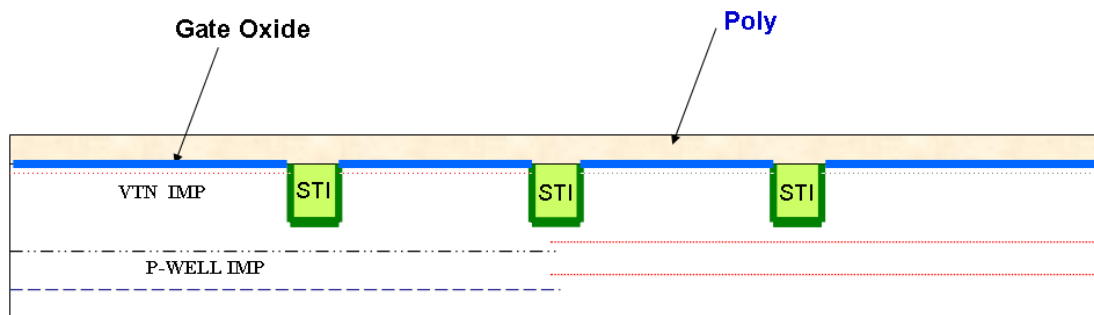 Gate Oxide
Poly
STI
STI
STI
VTN IMP
P-WELL IMP